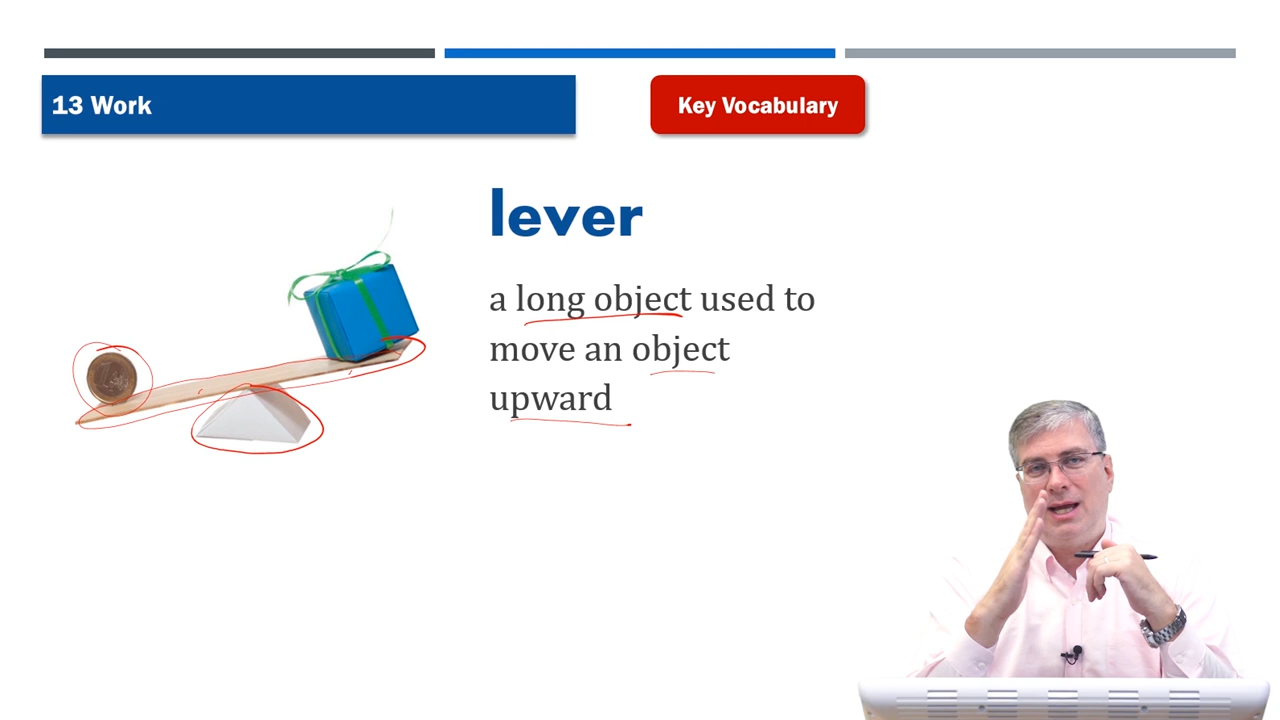 13 Work
Key Vocabulary
lever
a long object used to
move an object
upward